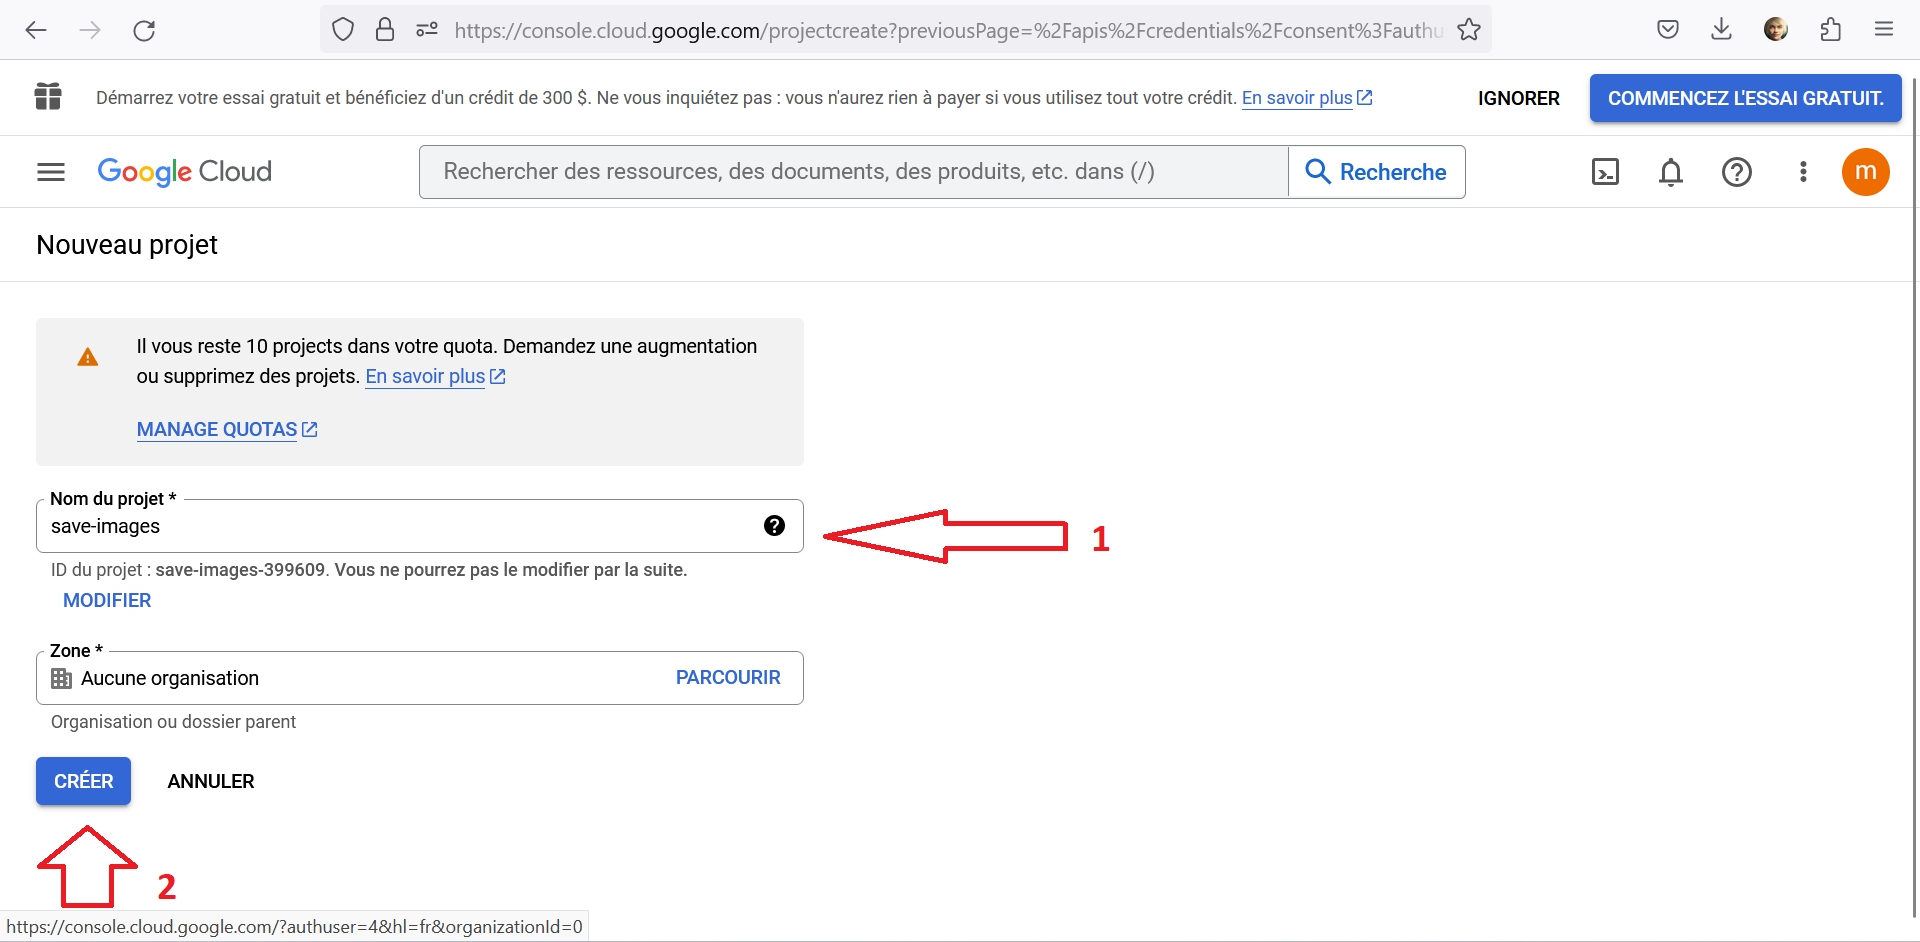 https://console.cloud.google.com/projectcreate?previousPage=%2Fapis%2Fcredentials%2Fconsent%3Fauthu
Démarrez votre essai gratuit et bénéficiez d'un crédit de 300 $. Ne vous inquiétez pas : vous n'aurez rien à payer si vous utilisez tout votre crédit. En savoir plus
IGNORER
COMMENCEZ L'ESSAI GRATUIT.
Google Cloud
Rechercher des ressources, des documents, des produits, etc. dans (/)
Recherche
m
Nouveau projet
Il vous reste 10 projects dans votre quota. Demandez une augmentation
ou supprimez des projets. En savoir plus
MANAGE QUOTAS
Nom du projet *
save-images
1
ID du projet : save-images-399609. Vous ne pourrez pas le modifier par la suite.
MODIFIER
Zone *
Aucune organisation
PARCOURIR
Organisation ou dossier parent
CRÉER
ANNULER
2
https://console.cloud.google.com/?authuser=4&hl=fr&organizationId=0